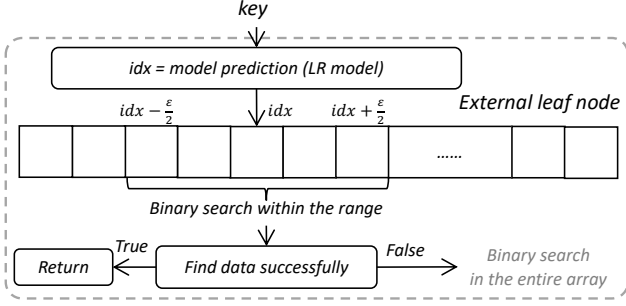 key
idx = model prediction (LR model)
idx − ε/2
idx
idx + ε/2
External leaf node
......
Binary search within the range
True
False
Return
Find data successfully
Binary search
in the entire array